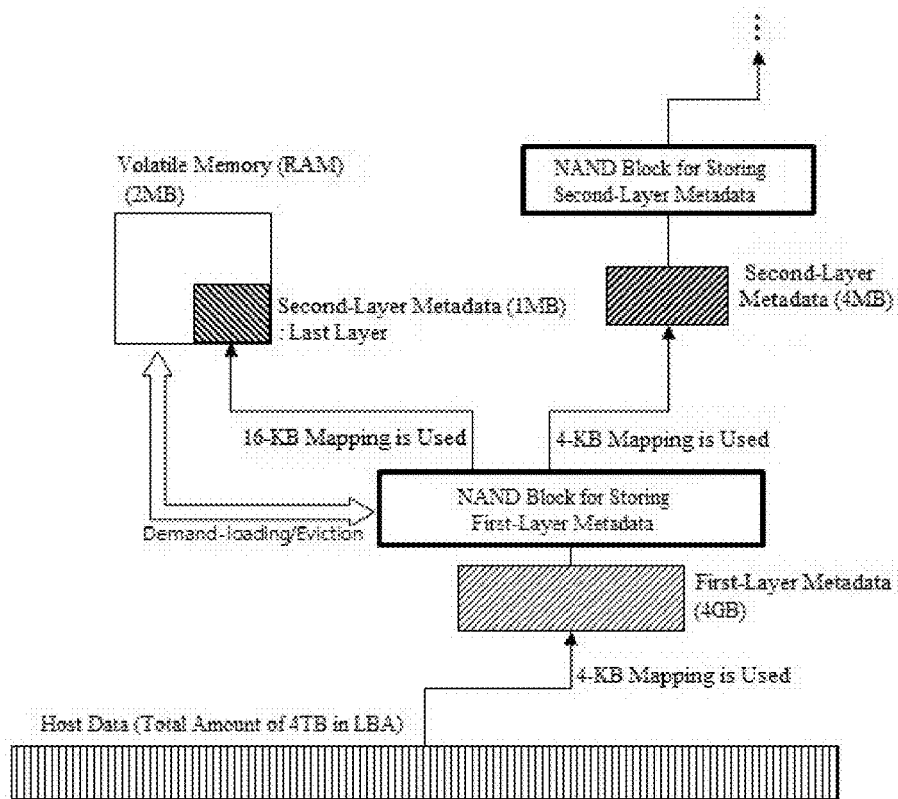 NAND Block for Storing
Second-Layer Metadata
Volatile Memory (RAM)
(2MB)
Second-Layer
Metadata (4MB)
Second-Layer Metadata (1MB)
: Last Layer
16-KB Mapping is Used
4-KB Mapping is Used
NAND Block for Storing
First-Layer Metadata
Demand-loading/Eviction
First-Layer Metadata
(4GB)
4-KB Mapping is Used
Host Data (Total Amount of 4TB in LBA)